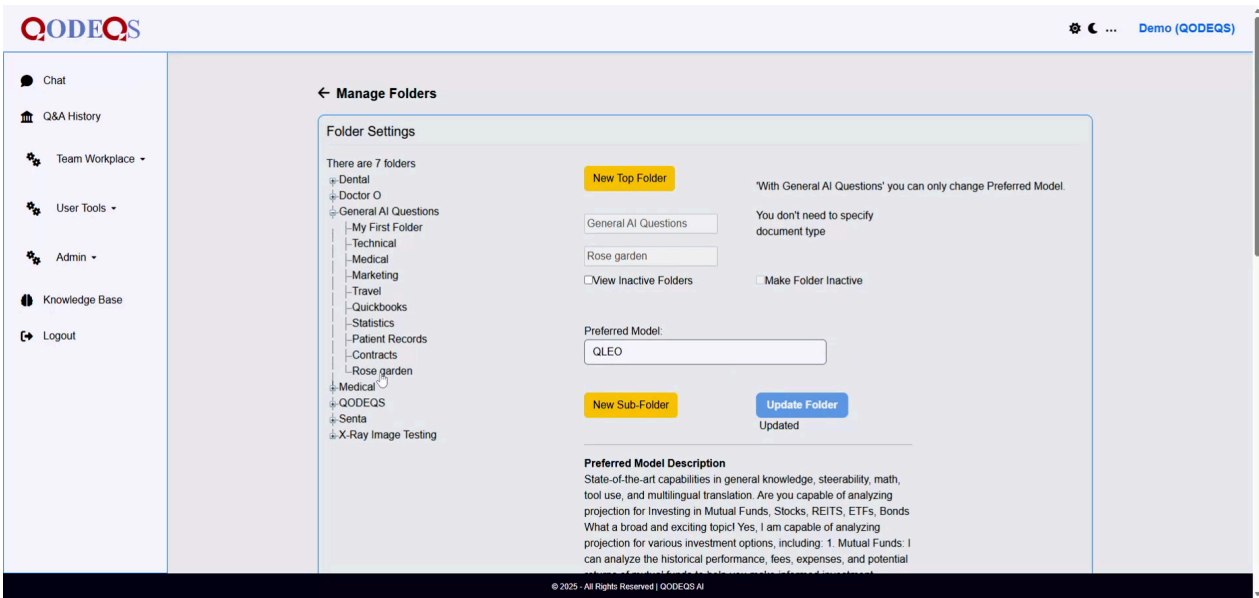 QODEQS
... Demo (QODEQS)
Chat
Q&A History
Team Workplace
User Tools
Admin
Knowledge Base
Logout
Manage Folders
Folder Settings
There are 7 folders
Dental
Doctor O
General AI Questions
My First Folder
Technical
Medical
Marketing
Travel
Quickbooks
Statistics
Patient Records
Contracts
Rose garden
Medical
QODEQS
Senta
X-Ray Image Testing
New Top Folder
'With General AI Questions' you can only change Preferred Model.
General AI Questions
You don't need to specify
document type
Rose garden
View Inactive Folders
Make Folder Inactive
Preferred Model:
QLEO
New Sub-Folder
Update Folder
Updated
Preferred Model Description
State-of-the-art capabilities in general knowledge, steerability, math,
tool use, and multilingual translation. Are you capable of analyzing
projection for Investing in Mutual Funds, Stocks, REITS, ETFs, Bonds
What a broad and exciting topic! Yes, I am capable of analyzing
projection for various investment options, including: 1. Mutual Funds: I
can analyze the historical performance, fees, expenses, and potential
© 2025 - All Rights Reserved | QODEQS AI